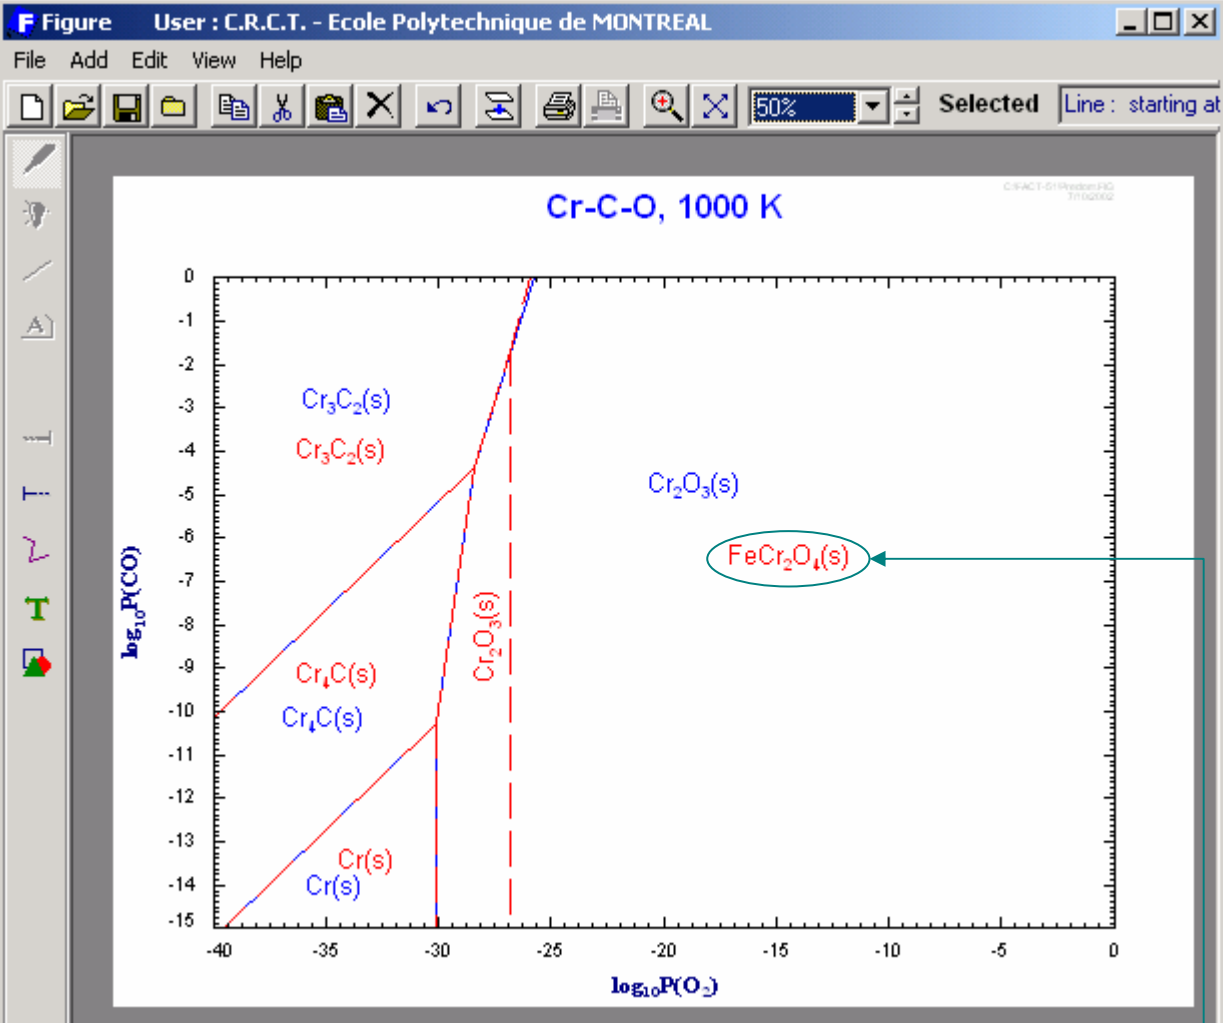 Figure User : C.R.C.T. - Ecole Polytechnique de MONTREAL
File Add Edit View Help
50% Selected Line : starting at
Cr-C-O, 1000 K
0
-1
-2
-3
-4
-5
-6
-7
-8
-9
-10
-11
-12
-13
-14
-15
log₁₀P(CO)
Cr₃C₂(s)
Cr₃C₂(s)
Cr₂O₃(s)
FeCr₂O₄(s)
Cr₂O₃(s)
Cr₄C(s)
Cr₄C(s)
Cr(s)
Cr(s)
-40 -35 -30 -25 -20 -15 -10 -5 0
log₁₀P(O₂)